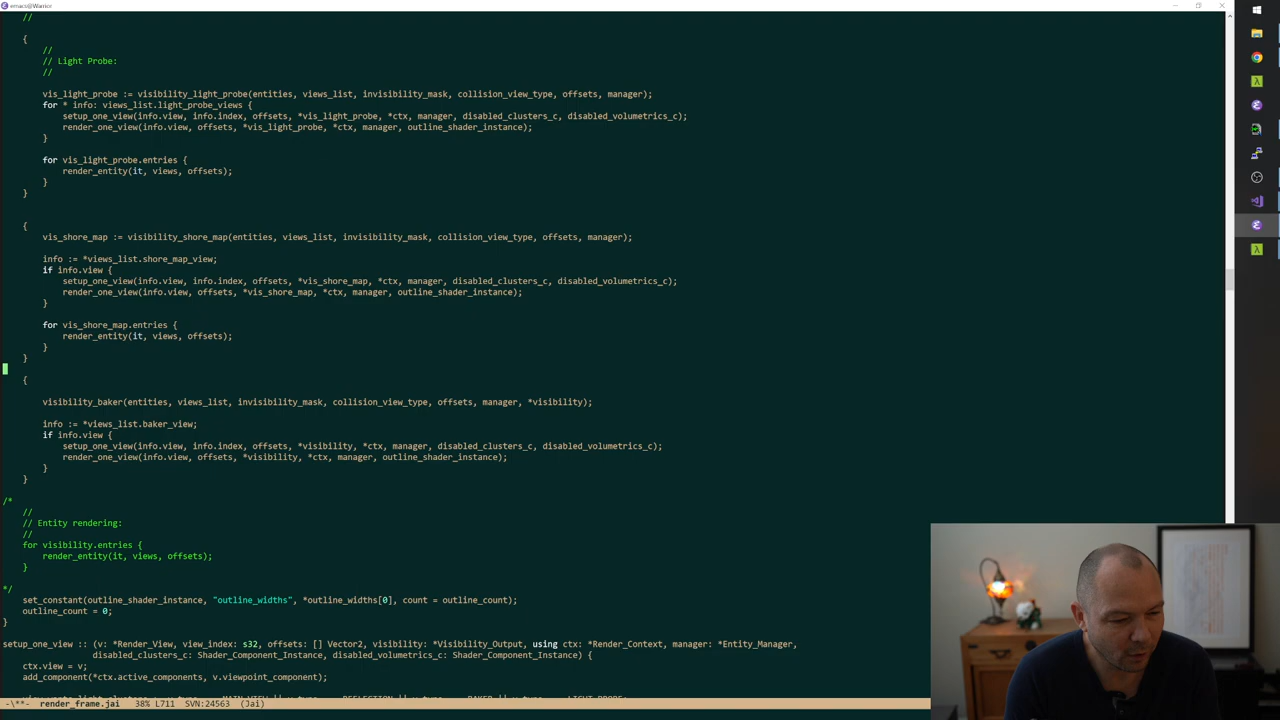 emacs@Warrior
//
{
//
// Light Probe:
//
vis_light_probe := visibility_light_probe(entities, views_list, invisibility_mask, collision_view_type, offsets, manager);
for * info: views_list.light_probe_views {
setup_one_view(info.view, info.index, offsets, *vis_light_probe, *ctx, manager, disabled_clusters_c, disabled_volumetrics_c);
render_one_view(info.view, offsets, *vis_light_probe, *ctx, manager, outline_shader_instance);
}
for vis_light_probe.entries {
render_entity(it, views, offsets);
}
}
{
vis_shore_map := visibility_shore_map(entities, views_list, invisibility_mask, collision_view_type, offsets, manager);
info := *views_list.shore_map_view;
if info.view {
setup_one_view(info.view, info.index, offsets, *vis_shore_map, *ctx, manager, disabled_clusters_c, disabled_volumetrics_c);
render_one_view(info.view, offsets, *vis_shore_map, *ctx, manager, outline_shader_instance);
}
for vis_shore_map.entries {
render_entity(it, views, offsets);
}
}
{
visibility_baker(entities, views_list, invisibility_mask, collision_view_type, offsets, manager, *visibility);
info := *views_list.baker_view;
if info.view {
setup_one_view(info.view, info.index, offsets, *visibility, *ctx, manager, disabled_clusters_c, disabled_volumetrics_c);
render_one_view(info.view, offsets, *visibility, *ctx, manager, outline_shader_instance);
}
}
/*
//
// Entity rendering:
//
for visibility.entries {
render_entity(it, views, offsets);
}
*/
set_constant(outline_shader_instance, "outline_widths", *outline_widths[0], count = outline_count);
outline_count = 0;
}
setup_one_view :: (v: *Render_View, view_index: s32, offsets: [] Vector2, visibility: *Visibility_Output, using ctx: *Render_Context, manager: *Entity_Manager,
disabled_clusters_c: Shader_Component_Instance, disabled_volumetrics_c: Shader_Component_Instance) {
ctx.view = v;
add_component(*ctx.active_components, v.viewpoint_component);
-\**- render_frame.jai 38% L711 SVN:24563 (Jai)